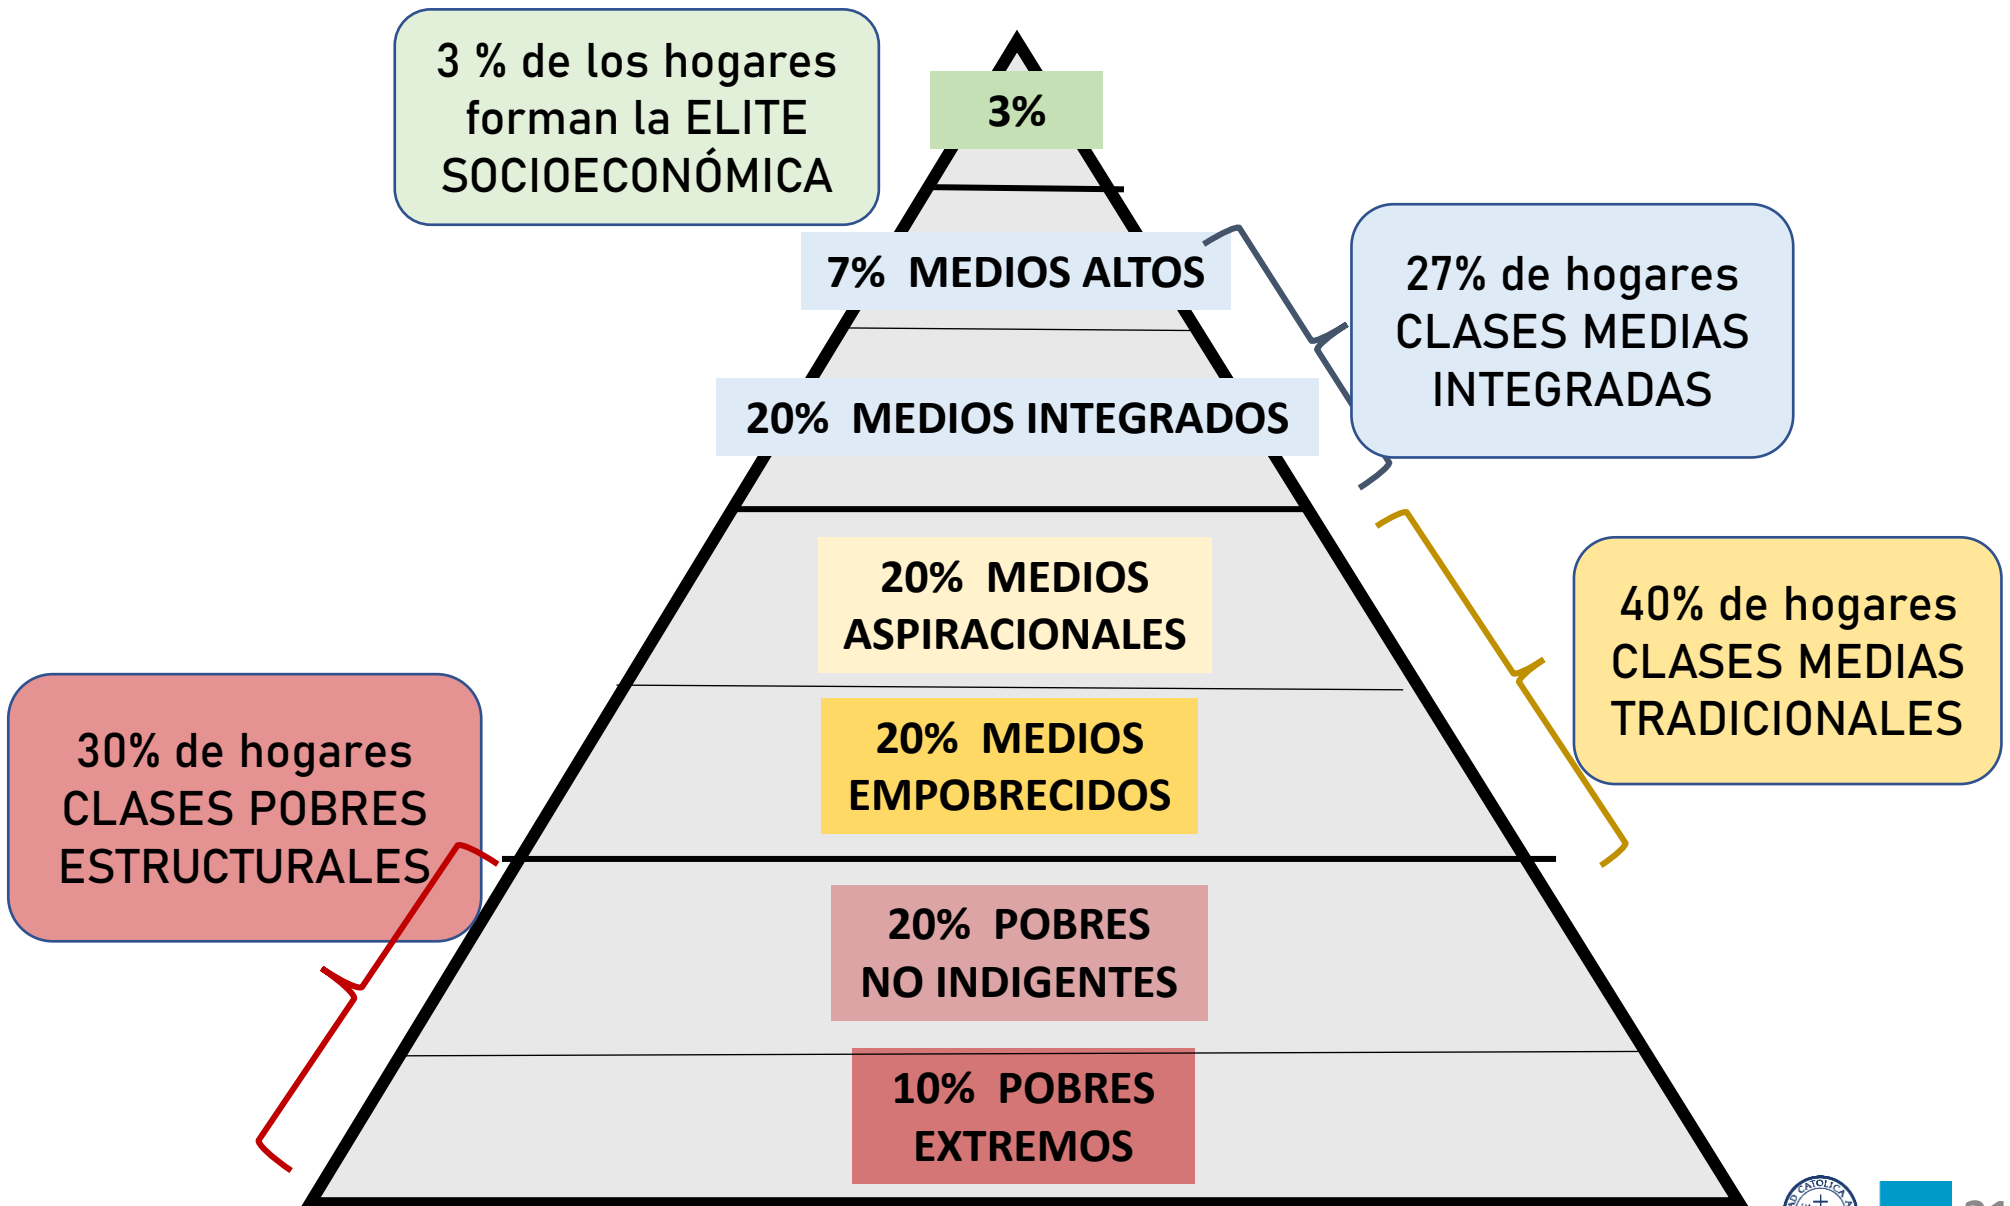 3 % de los hogares
forman la ELITE
SOCIOECONÓMICA
3%
7% MEDIOS ALTOS
27% de hogares
CLASES MEDIAS
INTEGRADAS
20% MEDIOS INTEGRADOS
20% MEDIOS
ASPIRACIONALES
40% de hogares
CLASES MEDIAS
TRADICIONALES
20% MEDIOS
EMPOBRECIDOS
30% de hogares
CLASES POBRES
ESTRUCTURALES
20% POBRES
NO INDIGENTES
10% POBRES
EXTREMOS
CATOLICA